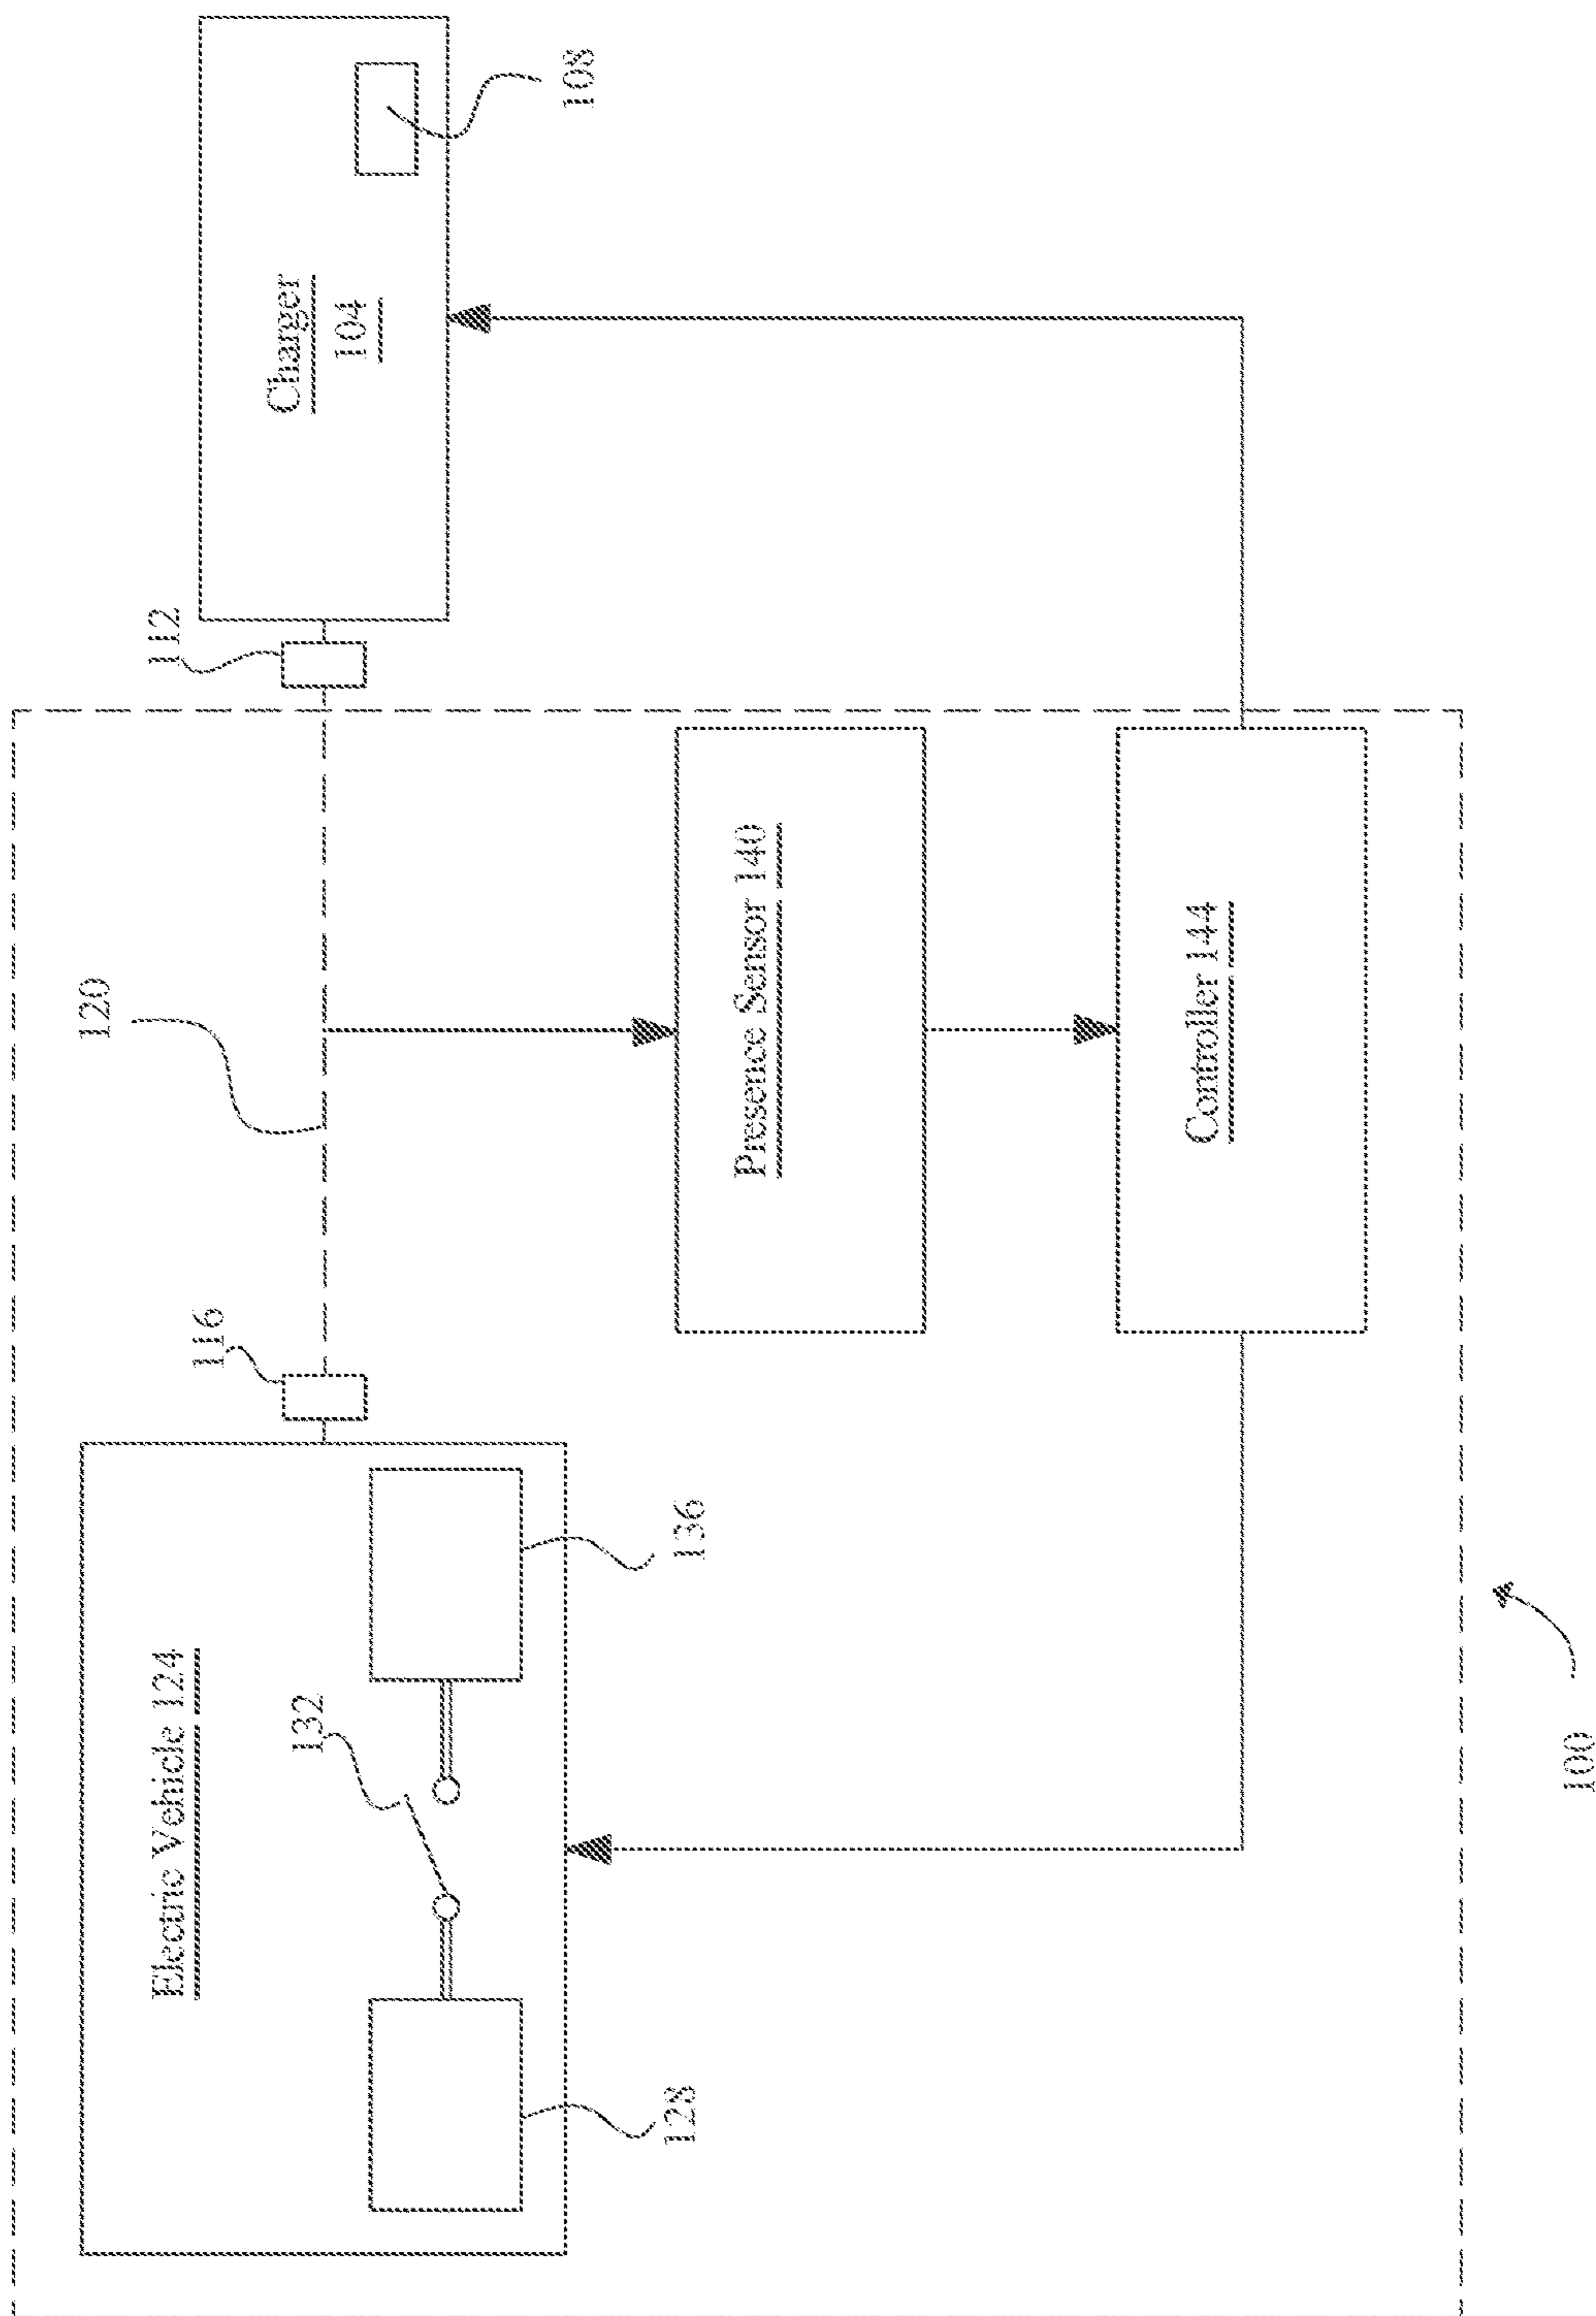 Electric Vehicle 124
132
128
136
116
120
112
Charger
104
108
Presence Sensor 140
Controller 144
100